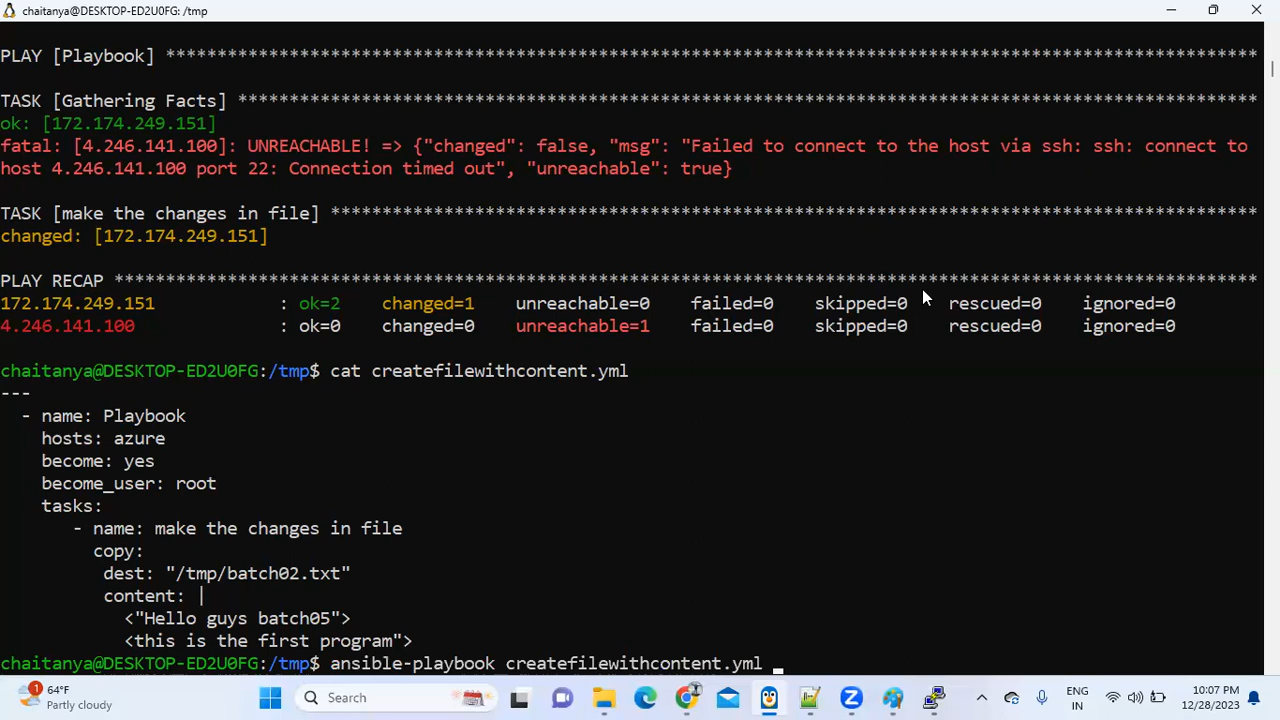 chaitanya@DESKTOP-ED2U0FG: /tmp
PLAY [Playbook] **********************************************************************************************************
TASK [Gathering Facts] ***************************************************************************************************
ok: [172.174.249.151]
fatal: [4.246.141.100]: UNREACHABLE! => {"changed": false, "msg": "Failed to connect to the host via ssh: ssh: connect to
host 4.246.141.100 port 22: Connection timed out", "unreachable": true}
TASK [make the changes in file] ******************************************************************************************
changed: [172.174.249.151]
PLAY RECAP ***************************************************************************************************************
172.174.249.151 : ok=2 changed=1 unreachable=0 failed=0 skipped=0 rescued=0 ignored=0
4.246.141.100 : ok=0 changed=0 unreachable=1 failed=0 skipped=0 rescued=0 ignored=0
chaitanya@DESKTOP-ED2U0FG:/tmp$ cat createfilewithcontent.yml
---
- name: Playbook
hosts: azure
become: yes
become_user: root
tasks:
- name: make the changes in file
copy:
dest: "/tmp/batch02.txt"
content: |
<"Hello guys batch05">
<this is the first program">
chaitanya@DESKTOP-ED2U0FG:/tmp$ ansible-playbook createfilewithcontent.yml _
1
64°F
Partly cloudy
Search
ENG
IN
10:07 PM
12/28/2023